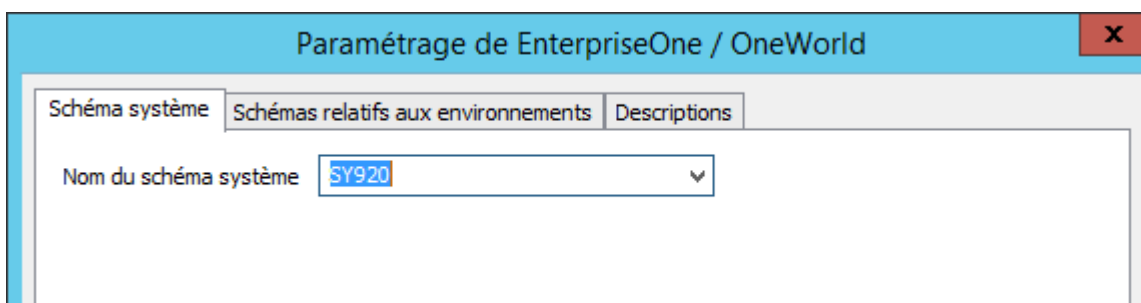 Paramétrage de EnterpriseOne / OneWorld
x
Schéma système Schémas relatifs aux environnements Descriptions
Nom du schéma système SY920